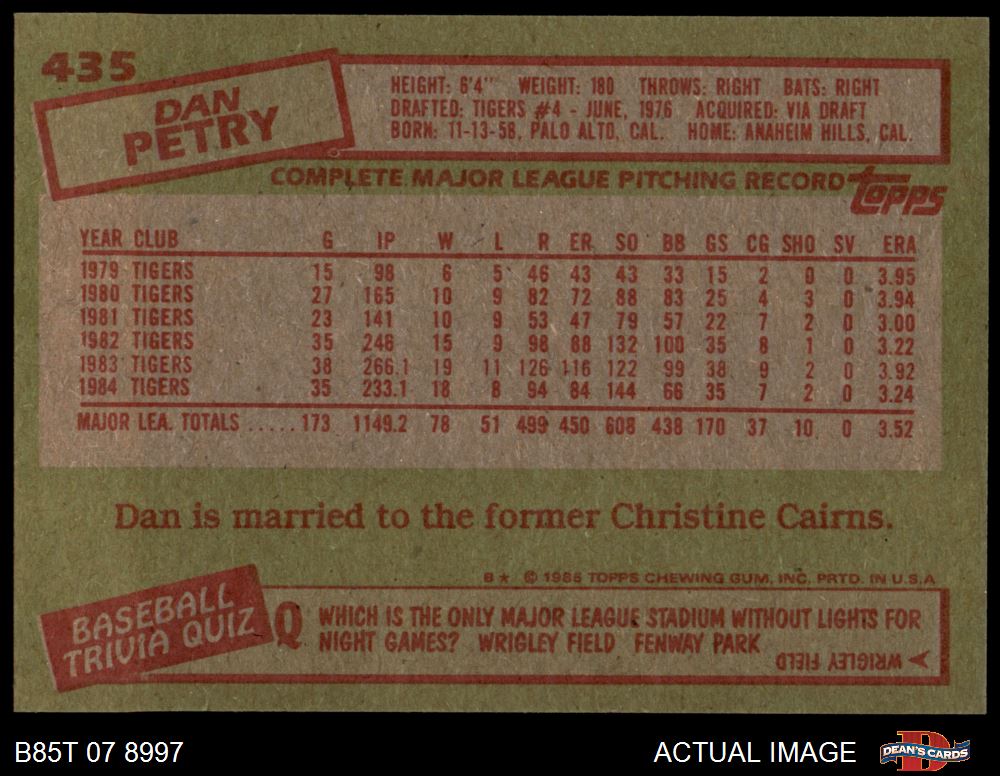 435
DAN
PETRY
HEIGHT: 6'4" WEIGHT: 180 THROWS: RIGHT BATS: RIGHT
DRAFTED: TIGERS #4 - JUNE, 1976 ACQUIRED: VIA DRAFT
BORN: 11-13-58, PALO ALTO, CAL. HOME: ANAHEIM HILLS, CAL.
COMPLETE MAJOR LEAGUE PITCHING RECORD topps
YEAR CLUB G IP W L R ER SO BB GS CG SHO SV ERA
1979 TIGERS 15 98 6 5 46 43 43 33 15 2 0 0 3.95
1980 TIGERS 27 165 10 9 82 72 88 83 25 4 3 0 3.94
1981 TIGERS 23 141 10 9 53 47 79 57 22 7 2 0 3.00
1982 TIGERS 35 246 15 9 98 88 132 100 35 8 1 0 3.22
1983 TIGERS 38 266.1 19 11 126 116 122 99 38 9 2 0 3.92
1984 TIGERS 35 233.1 18 8 94 84 144 66 35 7 2 0 3.24
MAJOR LEA. TOTALS ..... 173 1149.2 78 51 499 450 608 438 170 37 10 0 3.52
Dan is married to the former Christine Cairns.
B★ © 1985 TOPPS CHEWING GUM, INC. PRTD. IN U.S.A.
BASEBALL
TRIVIA QUIZ
Q WHICH IS THE ONLY MAJOR LEAGUE STADIUM WITHOUT LIGHTS FOR
NIGHT GAMES? WRIGLEY FIELD FENWAY PARK
A WRIGLEY FIELD
B85T 07 8997
ACTUAL IMAGE
D
DEAN'S CARDS